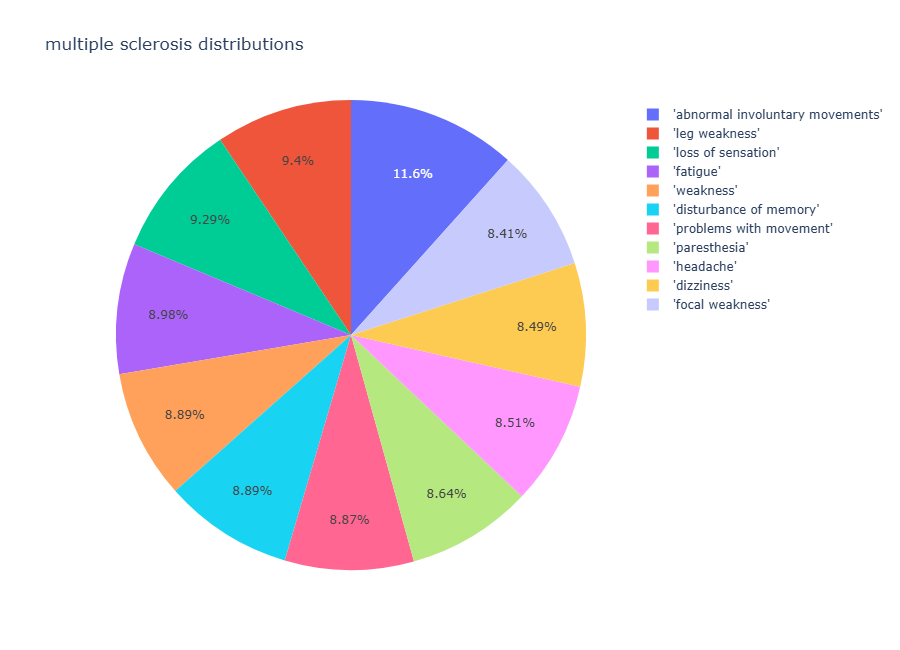 multiple sclerosis distributions
11.6%
9.4%
9.29%
8.98%
8.89%
8.89%
8.87%
8.64%
8.51%
8.49%
8.41%
'abnormal involuntary movements'
'leg weakness'
'loss of sensation'
'fatigue'
'weakness'
'disturbance of memory'
'problems with movement'
'paresthesia'
'headache'
'dizziness'
'focal weakness'